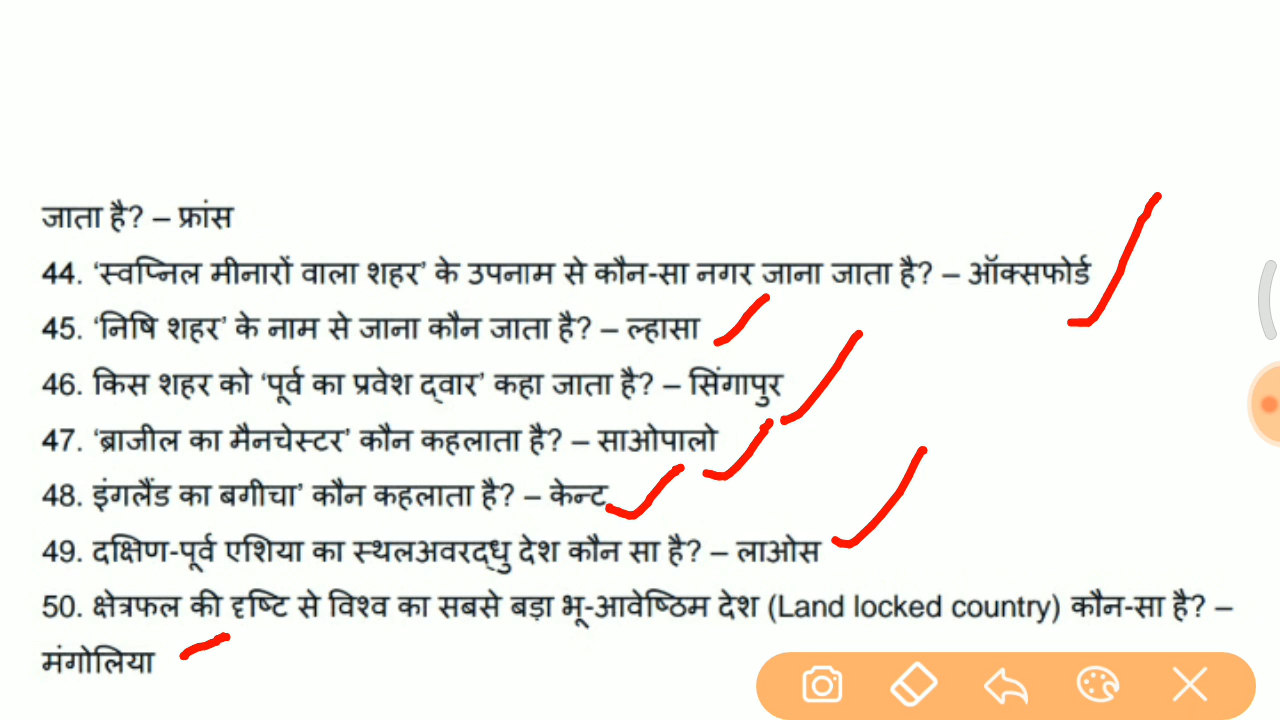 जाता है? – फ्रांस
44. ‘स्वप्निल मीनारों वाला शहर’ के उपनाम से कौन-सा नगर जाना जाता है? – ऑक्सफोर्ड
45. ‘निषि शहर’ के नाम से जाना कौन जाता है? – ल्हासा
46. किस शहर को ‘पूर्व का प्रवेश द्वार’ कहा जाता है? – सिंगापुर
47. ‘ब्राजील का मैनचेस्टर’ कौन कहलाता है? – साओपालो
48. इंगलैंड का बगीचा’ कौन कहलाता है? – केन्ट
49. दक्षिण-पूर्व एशिया का स्थलअवरद्धु देश कौन सा है? – लाओस
50. क्षेत्रफल की दृष्टि से विश्व का सबसे बड़ा भू-आवेष्ठिम देश (Land locked country) कौन-सा है? –
मंगोलिया